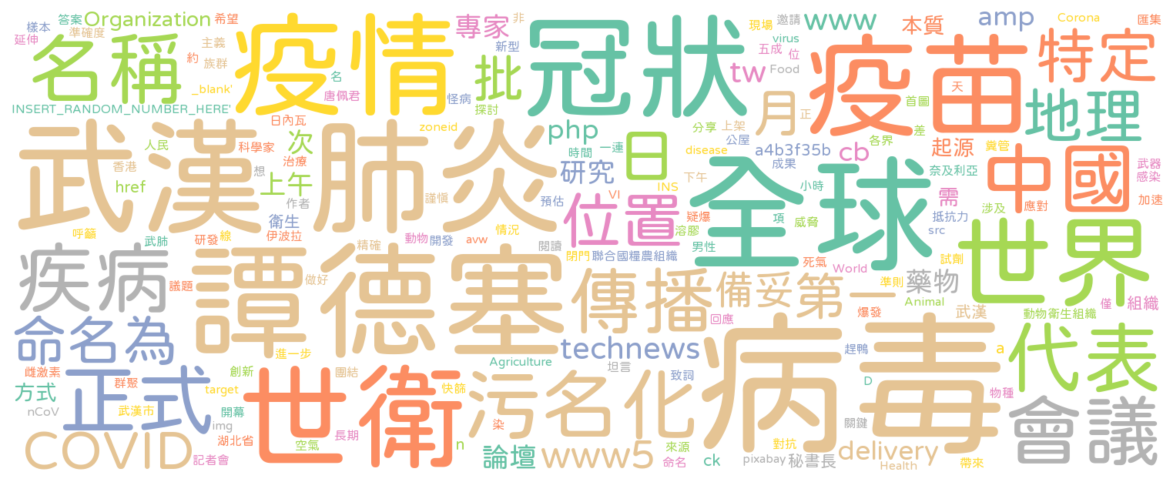 答案 Organization 希望 專家 非 現場 邀請 www amp Corona 匯集
樣本 延伸 準確度 名稱 主義 疫情 新型 冠狀 virus 五成 位 本質 特定
約 族群 批 tw Food 疫苗
_blank' 唐佩君 怪病 探討 天 首圖 地理
INSERT_RANDOM_NUMBER_HERE' 日內瓦 zoneid php 分享 上架 月 正 差
武漢 人民 科學家 次 肺炎 時間 一連 日 公屋 disease a4b3f35b 各界 起源 中國 武器
香港 治療 研究 成果 cb 糞管 奈及利亞 感染
href 上午 想 作者 謹慎 預估 VI INS 下午 全球 小時 需 抵抗力 應對 加速
衛生 位置 疑爆 項 威脅 涉及 src
呼籲 武肺 研發 線 伊波拉 情況 avw 溶膠 男性 世界
疾病 精確 動物 開發 閱讀 閉門 聯合國糧農組織 死氣 World 準則 藥物 試劑
議題 譚德塞 做好 傳播 備妥 第一 Animal 僅 組織
命名為 回應 爆發 武漢 動物衛生組織
進一步 technews 病毒 趕鴨 a 代表
雌激素 群聚 創新 團結 Agriculture 坦言
方式 正式 世衛 target 快篩 污名化 致詞 D 物種
nCoV 武漢市 開幕 關鍵 會議
img 湖北省 長期 染
COVID 空氣 n 論壇 www5 來源 對抗 delivery
記者會 ck 命名 pixabay 秘書長 Health 帶來